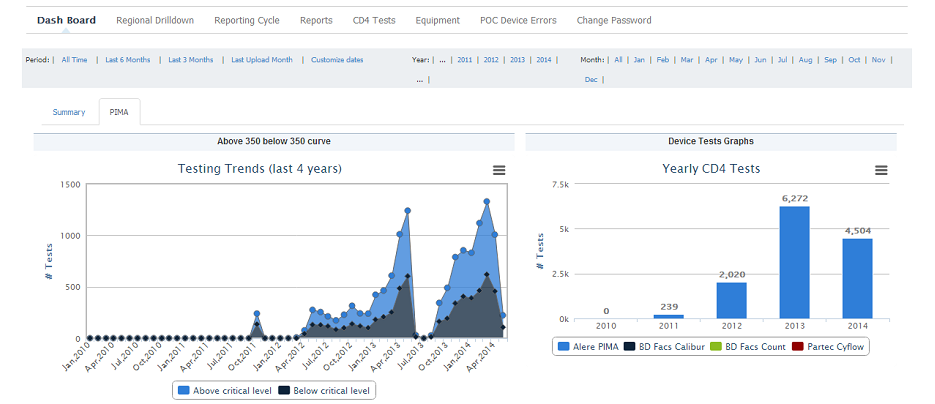 Dash Board Regional Drilldown Reporting Cycle Reports CD4 Tests Equipment POC Device Errors Change Password
Period: | All Time | Last 6 Months | Last 3 Months | Last Upload Month | Customize dates
Year: | ... | 2011 | 2012 | 2013 | 2014 |
... |
Month: | All | Jan | Feb | Mar | Apr | May | Jun | Jul | Aug | Sep | Oct | Nov |
Dec |
Summary PIMA
Above 350 below 350 curve
Testing Trends (last 4 years)
# Tests
1500
1000
500
0
Jan,2010 Apr,2010 Jul,2010 Oct,2010 Jan,2011 Apr,2011 Jul,2011 Oct,2011 Jan,2012 Apr,2012 Jul,2012 Oct,2012 Jan,2013 Apr,2013 Jul,2013 Oct,2013 Jan,2014 Apr,2014
Above critical level Below critical level
Device Tests Graphs
Yearly CD4 Tests
# Tests
7.5k
5k
2.5k
0k
0 239 2,020 6,272 4,504
2010 2011 2012 2013 2014
Alere PIMA BD Facs Calibur BD Facs Count Partec Cyflow